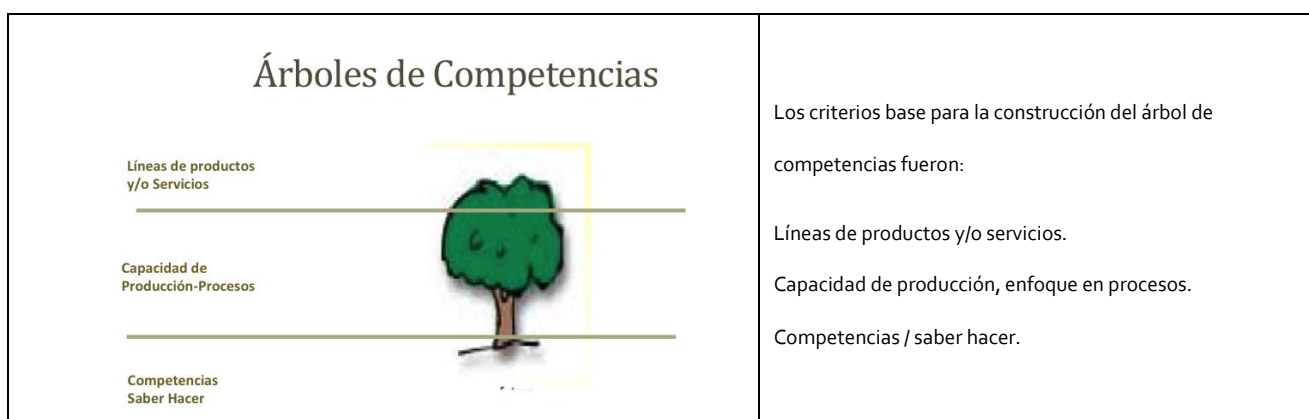 Árboles de Competencias
Líneas de productos
y/o Servicios
Capacidad de
Producción-Procesos
Competencias
Saber Hacer
Los criterios base para la construcción del árbol de
competencias fueron:
Líneas de productos y/o servicios.
Capacidad de producción, enfoque en procesos.
Competencias / saber hacer.